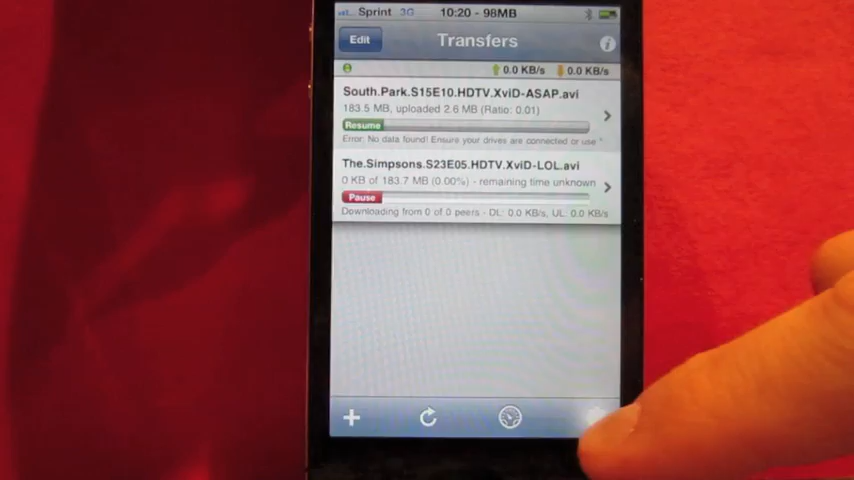 Sprint 3G 10:20 - 98MB
Edit Transfers
0.0 KB/s 0.0 KB/s
South.Park.S15E10.HDTV.XviD-ASAP.avi
183.5 MB, uploaded 2.6 MB (Ratio: 0.01)
Resume
Error: No data found! Ensure your drives are connected or use "
The.Simpsons.S23E05.HDTV.XviD-LOL.avi
0 KB of 183.7 MB (0.00%) - remaining time unknown
Pause
Downloading from 0 of 0 peers - DL: 0.0 KB/s, UL: 0.0 KB/s